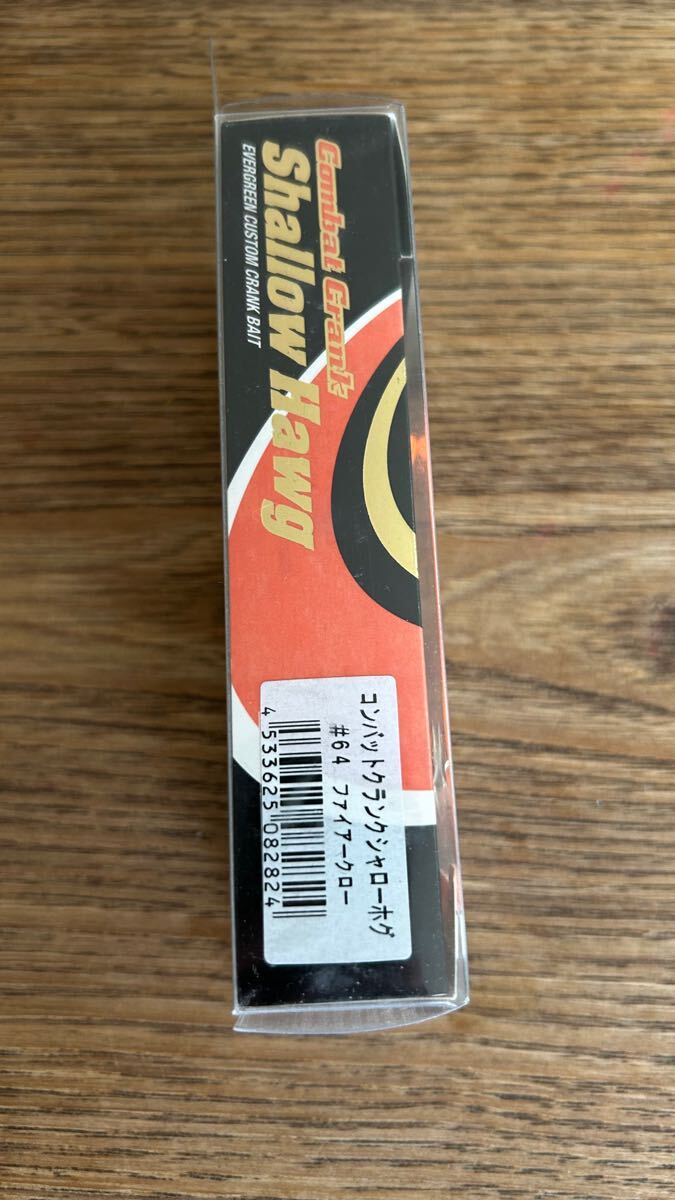 Combat Crank
Shallow Hawg
EVERGREEN CUSTOM CRANK BAIT
コンバットクランクシャローホグ
#64 ファイアークロー
4 533625 082824